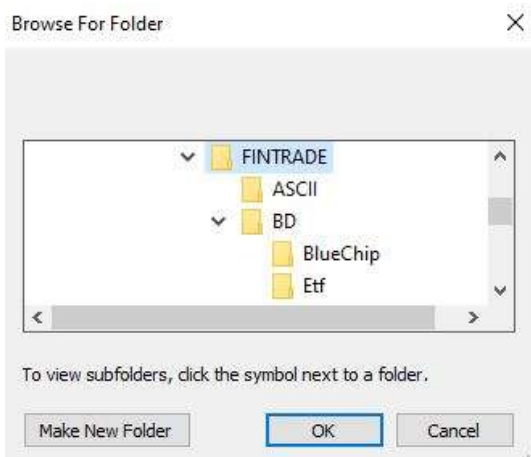 Browse For Folder
FINTRADE
ASCII
BD
BlueChip
Etf
To view subfolders, click the symbol next to a folder.
Make New Folder
OK
Cancel